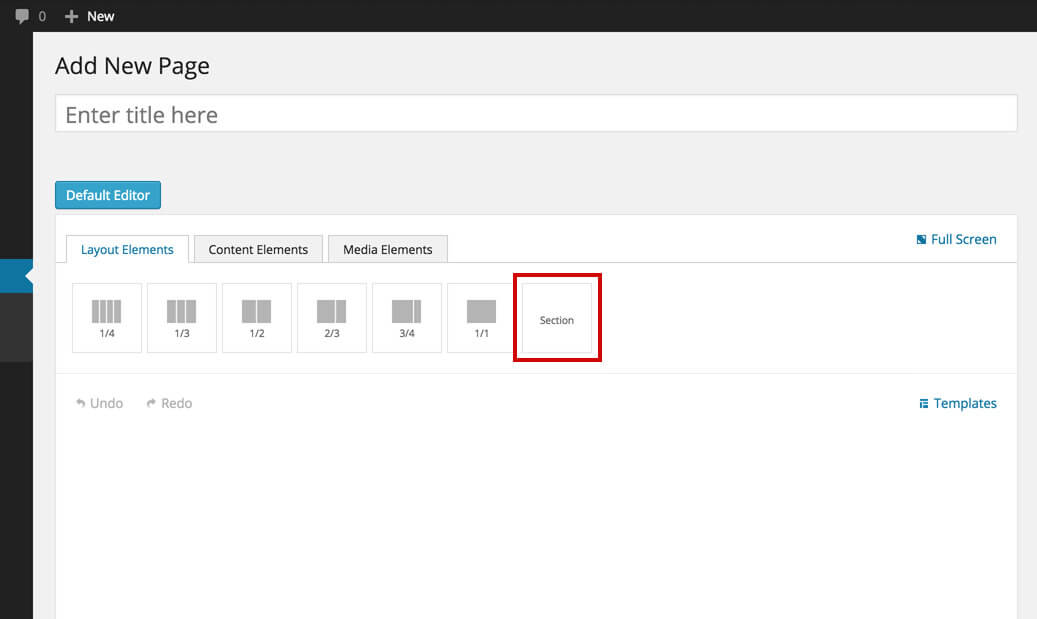 0 New
Add New Page
Enter title here
Default Editor
Layout Elements Content Elements Media Elements Full Screen
1/4 1/3 1/2 2/3 3/4 1/1 Section
Undo Redo Templates